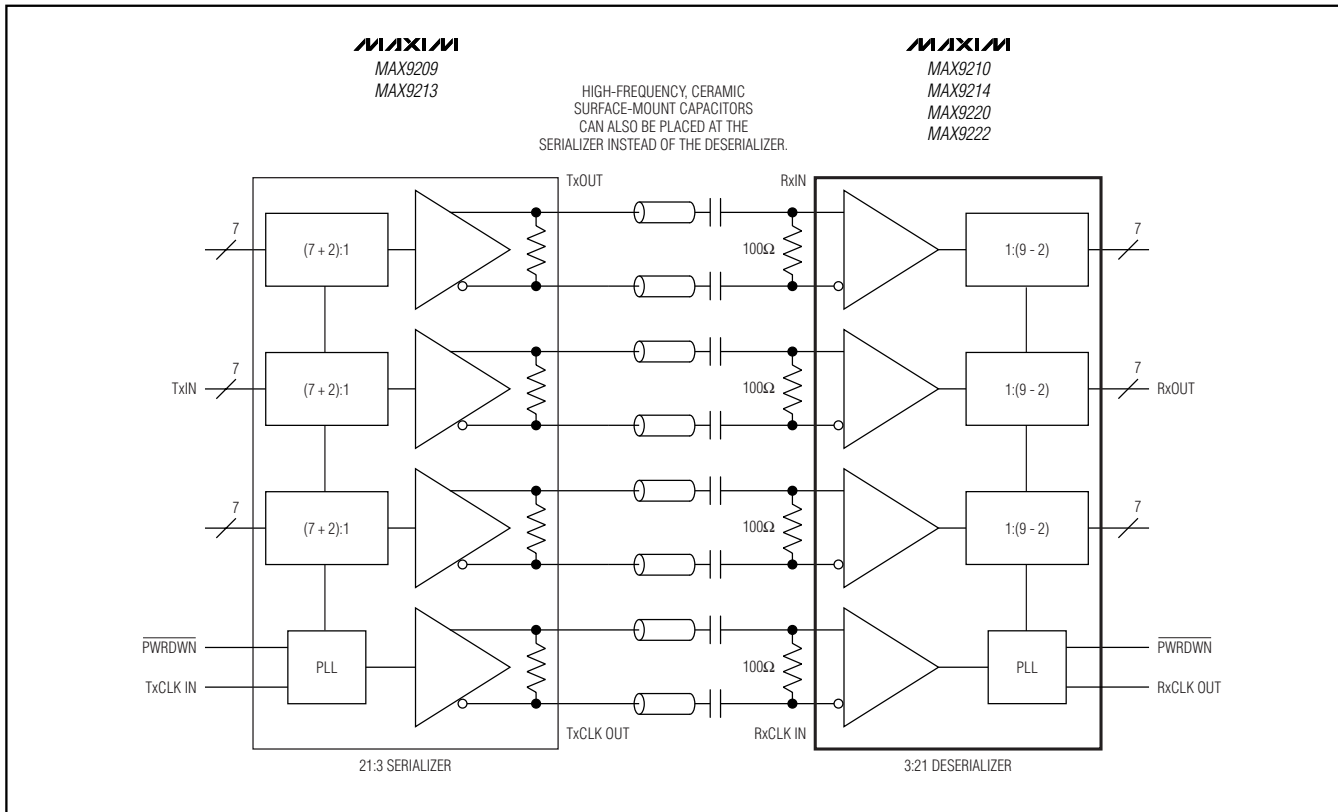 MAXIM
MAX9209
MAX9213
HIGH-FREQUENCY, CERAMIC
SURFACE-MOUNT CAPACITORS
CAN ALSO BE PLACED AT THE
SERIALIZER INSTEAD OF THE DESERIALIZER.
MAXIM
MAX9210
MAX9214
MAX9220
MAX9222
TxOUT
RxIN
7
(7 + 2):1
100Ω
1:(9 - 2)
7
TxIN
7
(7 + 2):1
100Ω
1:(9 - 2)
7
RxOUT
7
(7 + 2):1
100Ω
1:(9 - 2)
7
PWRDWN
TxCLK IN
PLL
100Ω
PLL
PWRDWN
RxCLK OUT
TxCLK OUT
RxCLK IN
21:3 SERIALIZER
3:21 DESERIALIZER